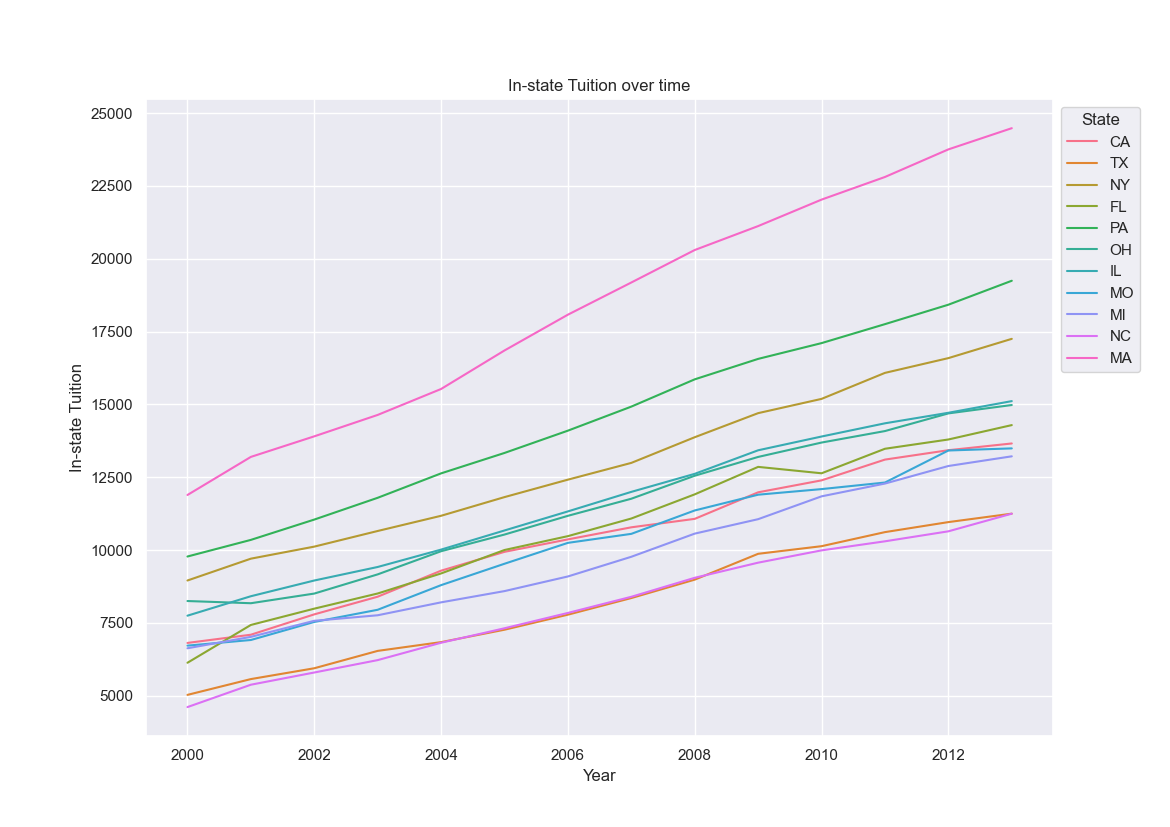 In-state Tuition over time
25000
22500
20000
17500
15000
12500
10000
7500
5000
In-state Tuition
2000 2002 2004 2006 2008 2010 2012
Year
State
CA
TX
NY
FL
PA
OH
IL
MO
MI
NC
MA